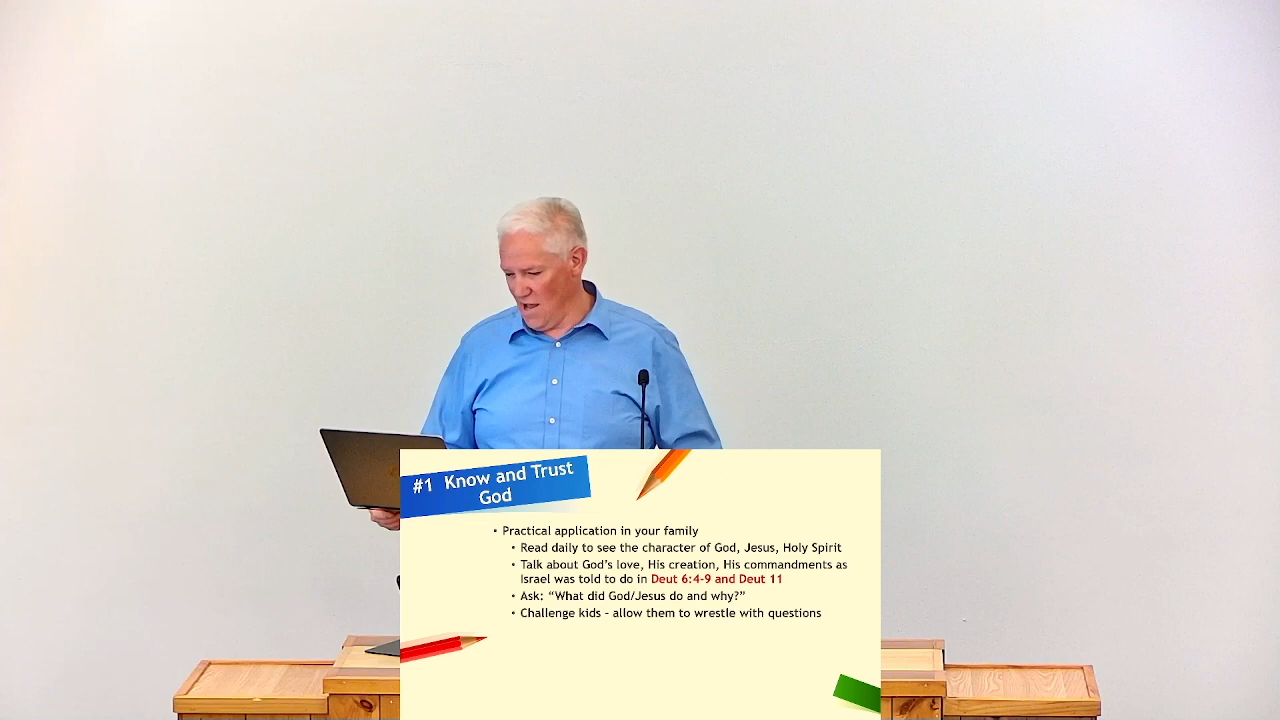 #1 Know and Trust
God
• Practical application in your family
• Read daily to see the character of God, Jesus, Holy Spirit
• Talk about God's love, His creation, His commandments as
Israel was told to do in Deut 6:4-9 and Deut 11
• Ask: “What did God/Jesus do and why?”
• Challenge kids – allow them to wrestle with questions